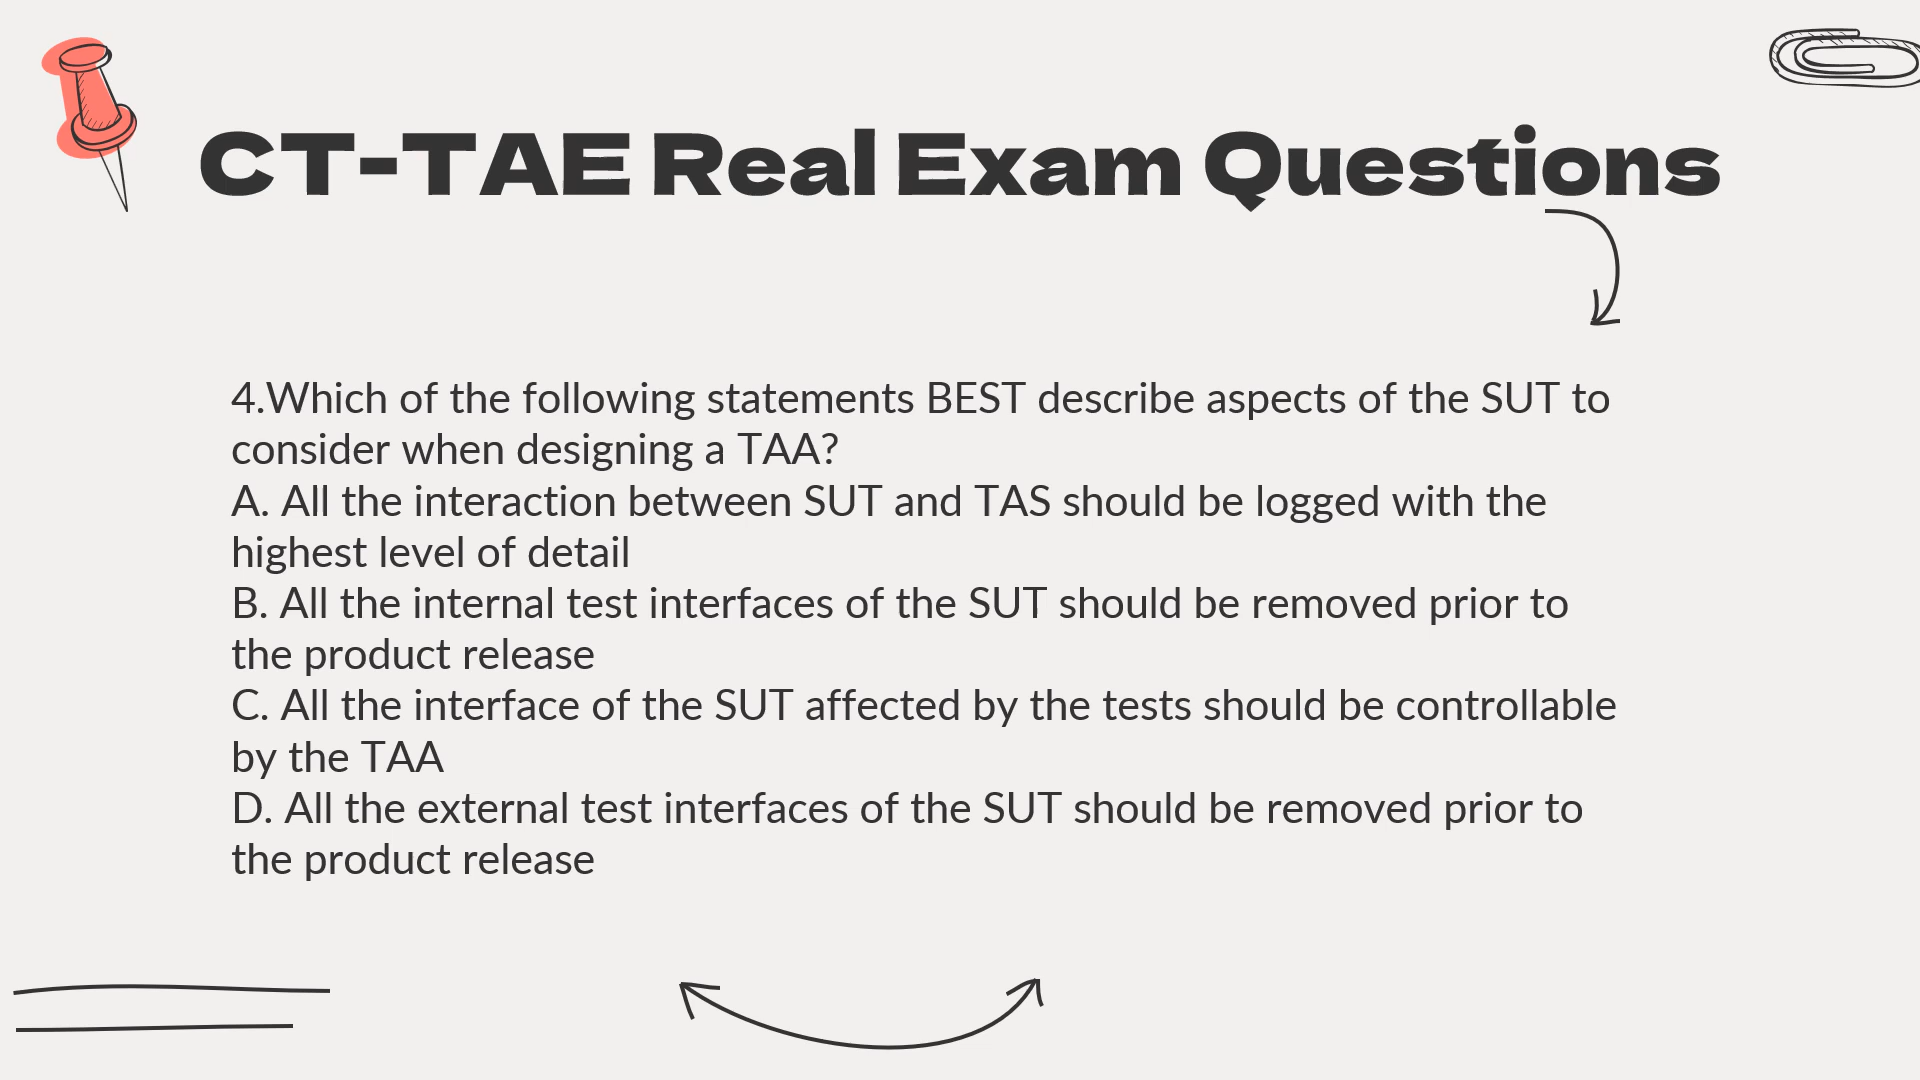 CT-TAE Real Exam Questions
4.Which of the following statements BEST describe aspects of the SUT to
consider when designing a TAA?
A. All the interaction between SUT and TAS should be logged with the
highest level of detail
B. All the internal test interfaces of the SUT should be removed prior to
the product release
C. All the interface of the SUT affected by the tests should be controllable
by the TAA
D. All the external test interfaces of the SUT should be removed prior to
the product release